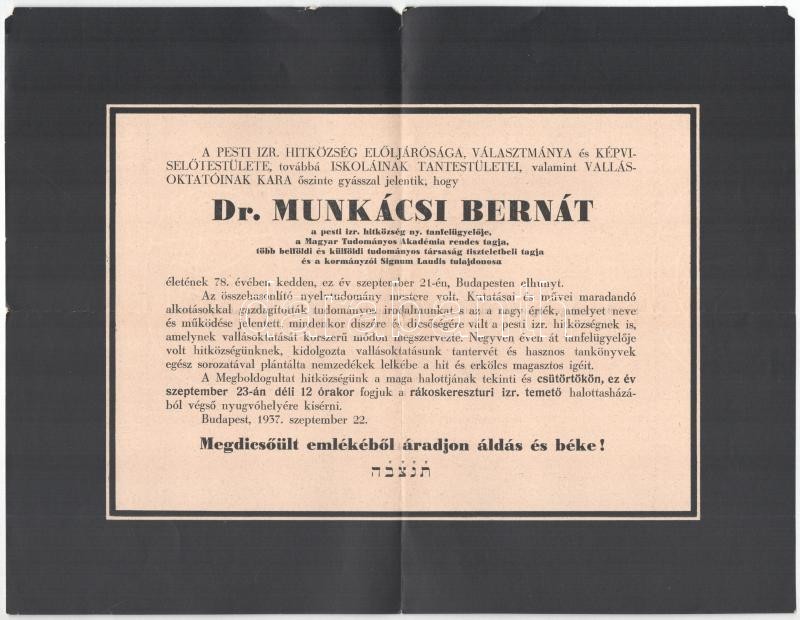 A PESTI IZR. HITKÖZSÉG ELŐLJÁRÓSÁGA, VÁLASZTMÁNYA és KÉPVI-
SELŐTESTÜLETE, továbbá ISKOLÁINAK TANTESTÜLETEI, valamint VALLÁS-
OKTATÓINAK KARA őszinte gyásszal jelentik, hogy
Dr. MUNKÁCSI BERNÁT
a pesti izr. hitközség ny. tanfelügyelője,
a Magyar Tudományos Akadémia rendes tagja,
több belföldi és külföldi tudományos társaság tiszteletbeli tagja
és a kormányzói Signum Laudis tulajdonosa
életének 78. évében kedden, ez év szeptember 21-én, Budapesten elhunyt.
Az összehasonlító nyelvtudomány mestere volt. Kutatásai és művei maradandó
alkotásokkal gazdagították tudományos irodalmunkat és az a nagy érték, amelyet neve
és működése jelentett, mindenkor díszére és dicsőségére vált a pesti izr. hitközségnek is,
amelynek vallásoktatását korszerű módon megszervezte. Negyven éven át tanfelügyelője
volt hitközségünknek, kidolgozta vallásoktatásunk tantervét és hasznos tankönyvek
egész sorozatával plántálta nemzedékek lelkébe a hit és erkölcs magasztos igéit.
A Megboldogultat hitközségünk a maga halottjának tekinti és csütörtökön, ez év
szeptember 23-án déli 12 órakor fogjuk a rákoskereszturi izr. temető halottasházá-
ból végső nyugvóhelyére kisérni.
Budapest, 1937. szeptember 22.
Megdicsőült emlékéből áradjon áldás és béke!
ת׳נ׳צ׳ב׳ה
darabanth